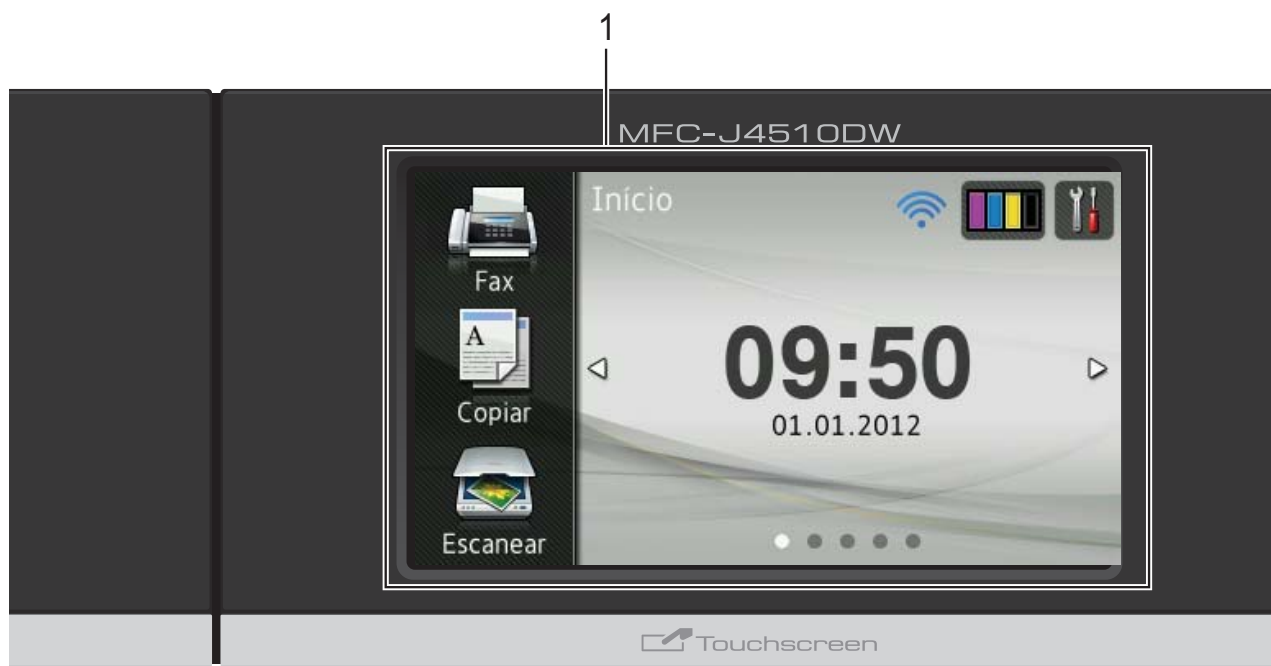 1
MFC-J4510DW
Início
Fax
Copiar
Escanear
09:50
01.01.2012
A
Touchscreen